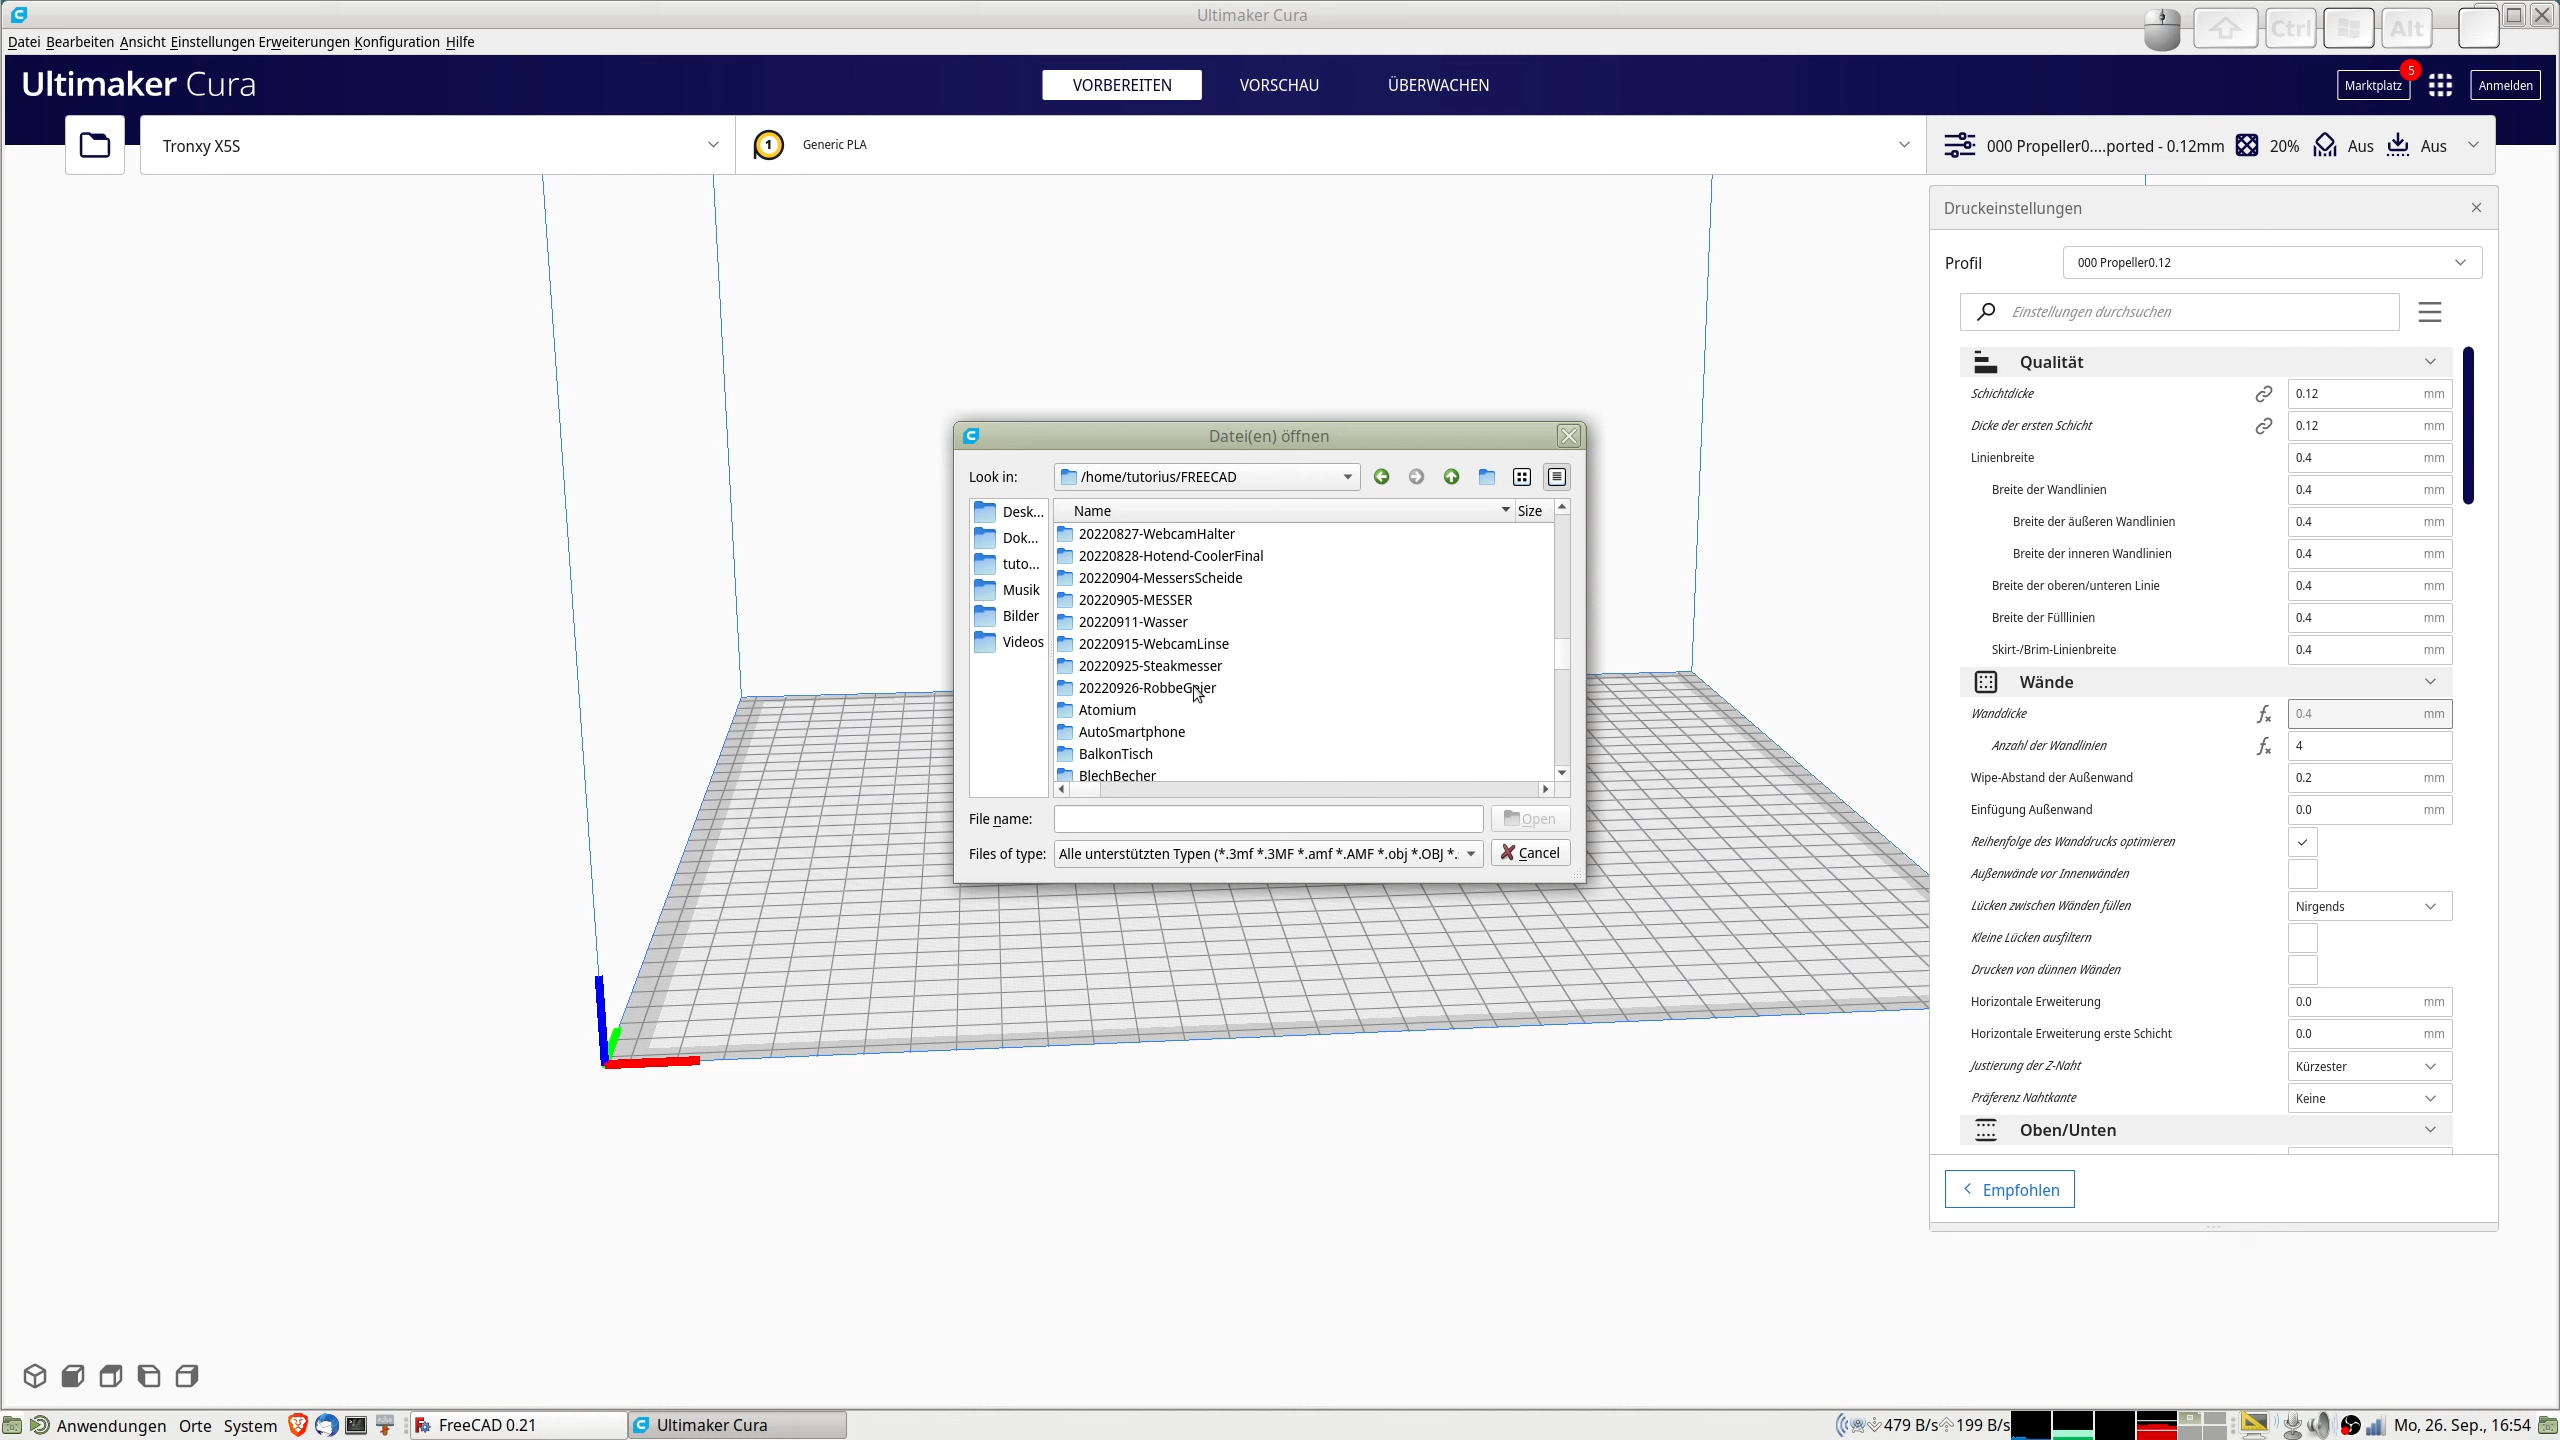 Ultimaker Cura
Datei Bearbeiten Ansicht Einstellungen Erweiterungen Konfiguration Hilfe
Ctrl Alt
Ultimaker Cura
VORBEREITEN VORSCHAU ÜBERWACHEN
Marktplatz 5 Anmelden
Tronxy X5S
1 Generic PLA
000 Propeller0....ported - 0.12mm 20% Aus Aus
Druckeinstellungen
Profil 000 Propeller0.12
Einstellungen durchsuchen
Qualität
Schichtdicke 0.12 mm
Dicke der ersten Schicht 0.12 mm
Linienbreite 0.4 mm
Breite der Wandlinien 0.4 mm
Breite der äußeren Wandlinien 0.4 mm
Breite der inneren Wandlinien 0.4 mm
Breite der oberen/unteren Linie 0.4 mm
Breite der Fülllinien 0.4 mm
Skirt-/Brim-Linienbreite 0.4 mm
Wände
Wanddicke 0.4 mm
Anzahl der Wandlinien 4
Wipe-Abstand der Außenwand 0.2 mm
Einfügung Außenwand 0.0 mm
Reihenfolge des Wanddrucks optimieren
Außenwände vor Innenwänden
Lücken zwischen Wänden füllen Nirgends
Kleine Lücken ausfiltern
Drucken von dünnen Wänden
Horizontale Erweiterung 0.0 mm
Horizontale Erweiterung erste Schicht 0.0 mm
Justierung der Z-Naht Kürzester
Präferenz Nahtkante Keine
Oben/Unten
Empfohlen
Datei(en) öffnen
Look in: /home/tutorius/FREECAD
Desk...
Dok...
tuto...
Musik
Bilder
Videos
Name Size
20220827-WebcamHalter
20220828-Hotend-CoolerFinal
20220904-MessersScheide
20220905-MESSER
20220911-Wasser
20220915-WebcamLinse
20220925-Steakmesser
20220926-RobbeGeier
Atomium
AutoSmartphone
BalkonTisch
BlechBecher
File name: Open
Files of type: Alle unterstützten Typen (*.3mf *.3MF *.amf *.AMF *.obj *.OBJ *. Cancel
Anwendungen Orte System FreeCAD 0.21 Ultimaker Cura 479 B/s 199 B/s Mo, 26. Sep., 16:54